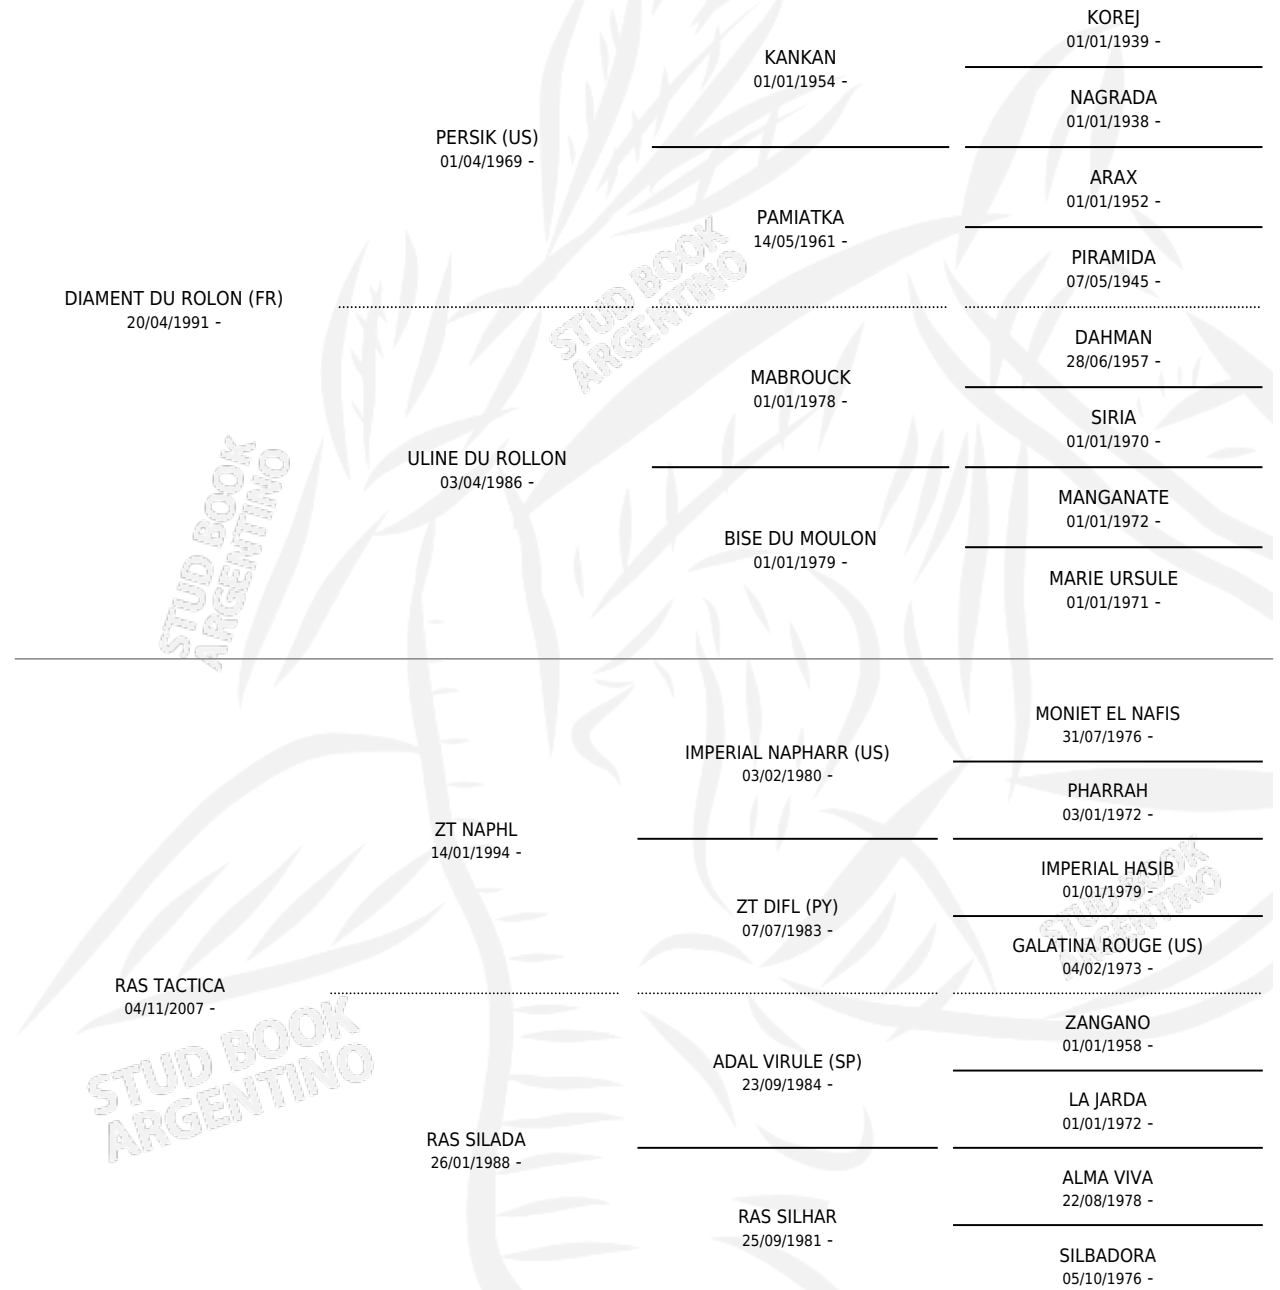 KOREJ
01/01/1939 -
KANKAN
01/01/1954 -
NAGRADA
01/01/1938 -
PERSIK (US)
01/04/1969 -
ARAX
01/01/1952 -
PAMIATKA
14/05/1961 -
PIRAMIDA
07/05/1945 -
DIAMENT DU ROLON (FR)
20/04/1991 -
DAHMAN
28/06/1957 -
MABROUCK
01/01/1978 -
SIRIA
01/01/1970 -
ULINE DU ROLLON
03/04/1986 -
MANGANATE
01/01/1972 -
BISE DU MOULON
01/01/1979 -
MARIE URSULE
01/01/1971 -
MONIET EL NAFIS
31/07/1976 -
IMPERIAL NAPHARR (US)
03/02/1980 -
PHARRAH
03/01/1972 -
ZT NAPHL
14/01/1994 -
IMPERIAL HASIB
01/01/1979 -
ZT DIFL (PY)
07/07/1983 -
GALATINA ROUGE (US)
04/02/1973 -
RAS TACTICA
04/11/2007 -
ZANGANO
01/01/1958 -
ADAL VIRULE (SP)
23/09/1984 -
LA JARDA
01/01/1972 -
RAS SILADA
26/01/1988 -
ALMA VIVA
22/08/1978 -
RAS SILHAR
25/09/1981 -
SILBADORA
05/10/1976 -
STUD BOOK
ARGENTINO
STUD BOOK
ARGENTINO
STUD BOOK
ARGENTINO
STUD BOOK
ARGENTINO